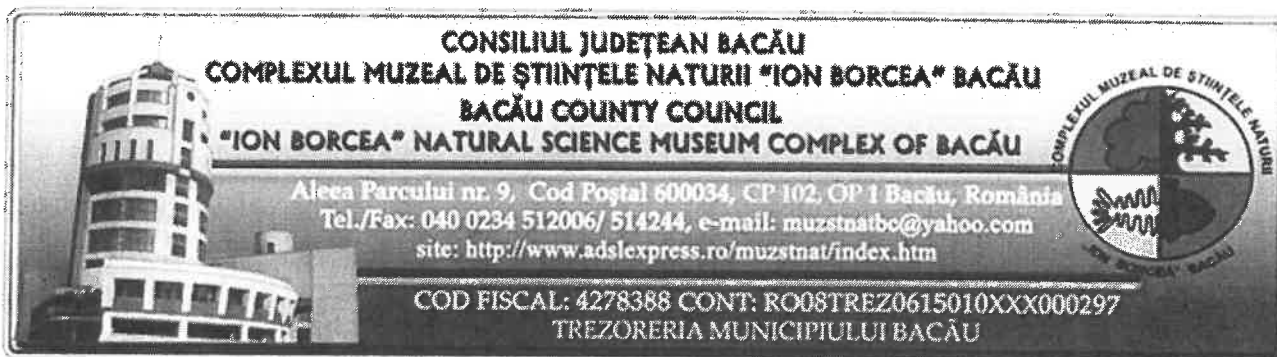 CONSILIUL JUDEȚEAN BACĂU
COMPLEXUL MUZEAL DE ȘTIINȚELE NATURII "ION BORCEA" BACĂU
BACĂU COUNTY COUNCIL
"ION BORCEA" NATURAL SCIENCE MUSEUM COMPLEX OF BACĂU
Aleea Parcului nr. 9, Cod Poștal 600034, CP 102, OP 1 Bacău, România
Tel./Fax: 040 0234 512006/ 514244, e-mail: muzstnatbc@yahoo.com
site: http://www.adslexpress.ro/muzstnat/index.htm
COD FISCAL: 4278388 CONT: RO08TREZ0615010XXX000297
TREZORERIA MUNICIPIULUI BACĂU
COMPLEXUL MUZEAL DE ȘTIINȚELE NATURII
"ION BORCEA" BACĂU